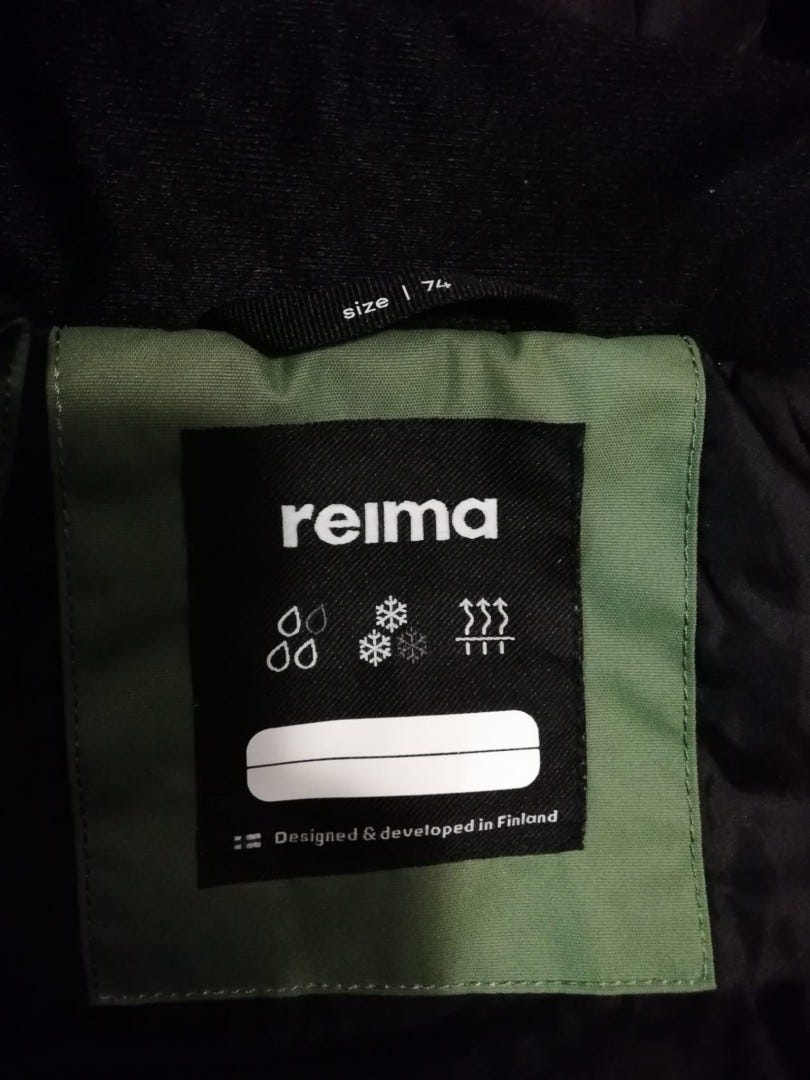 size | 74
reima
Designed & developed in Finland